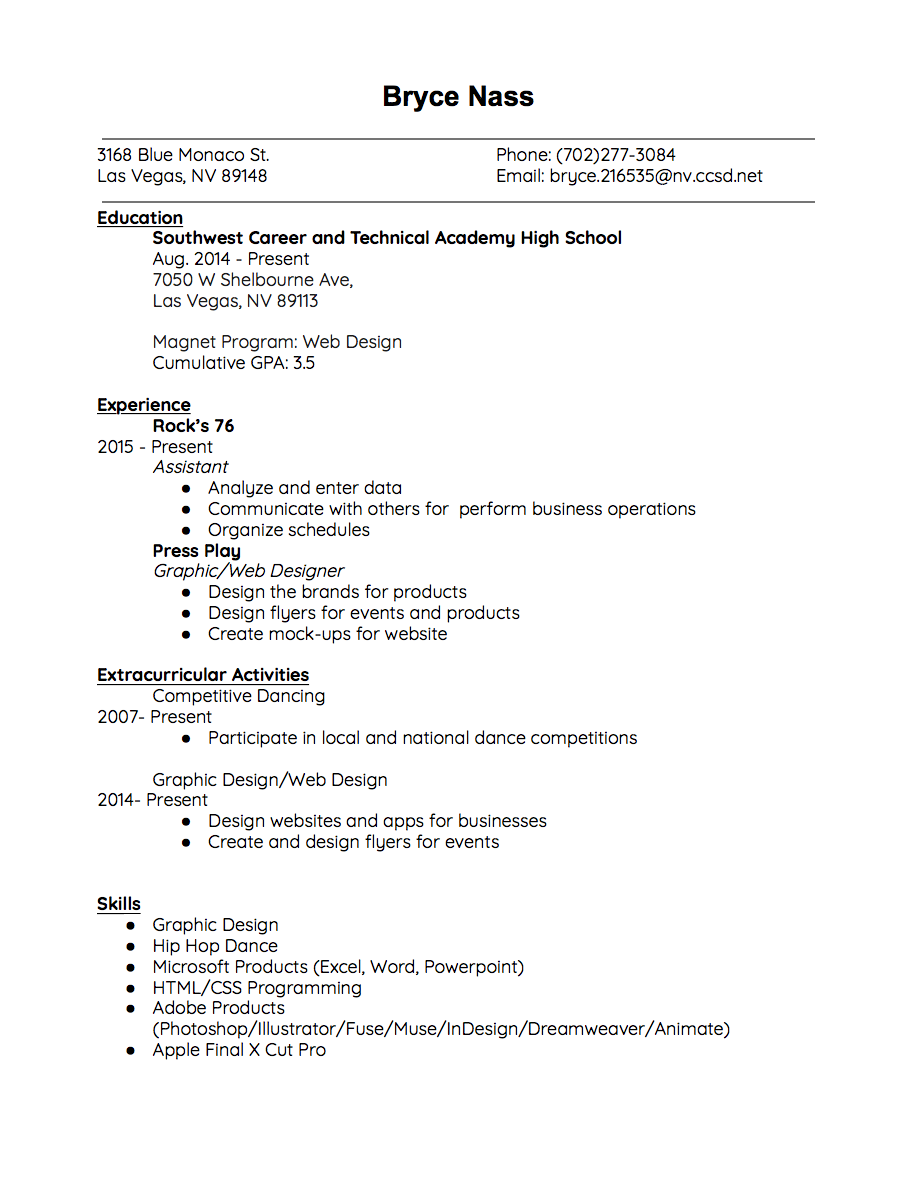 Bryce Nass
3168 Blue Monaco St.
Phone: (702)277-3084
Las Vegas, NV 89148
Email: bryce.216535@nv.ccsd.net
Education
Southwest Career and Technical Academy High School
Aug. 2014 - Present
7050 W Shelbourne Ave,
Las Vegas, NV 89113
Magnet Program: Web Design
Cumulative GPA: 3.5
Experience
Rock's 76
2015 - Present
Assistant
● Analyze and enter data
● Communicate with others for  perform business operations
● Organize schedules
Press Play
Graphic/Web Designer
● Design the brands for products
● Design flyers for events and products
● Create mock-ups for website
Extracurricular Activities
Competitive Dancing
2007- Present
● Participate in local and national dance competitions
Graphic Design/Web Design
2014- Present
● Design websites and apps for businesses
● Create and design flyers for events
Skills
● Graphic Design
● Hip Hop Dance
● Microsoft Products (Excel, Word, Powerpoint)
● HTML/CSS Programming
● Adobe Products
(Photoshop/Illustrator/Fuse/Muse/InDesign/Dreamweaver/Animate)
● Apple Final X Cut Pro